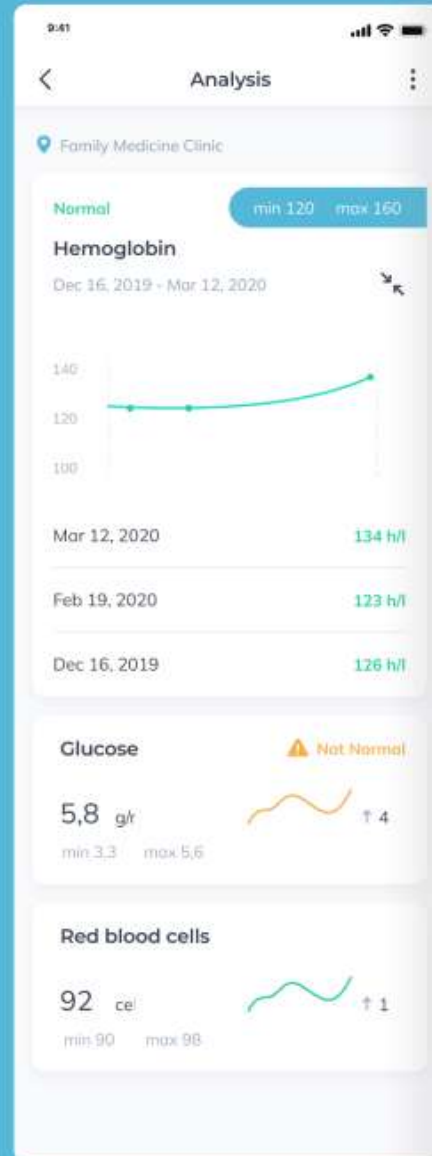 9:41
Analysis
Family Medicine Clinic
Normal
min 120 max 160
Hemoglobin
Dec 16, 2019 - Mar 12, 2020
140
120
100
Mar 12, 2020 134 h/l
Feb 19, 2020 123 h/l
Dec 16, 2019 126 h/l
Glucose Not Normal
5,8 g/r
↑ 4
min 3,3 max 5,6
Red blood cells
92 cel
↑ 1
min 90 max 98